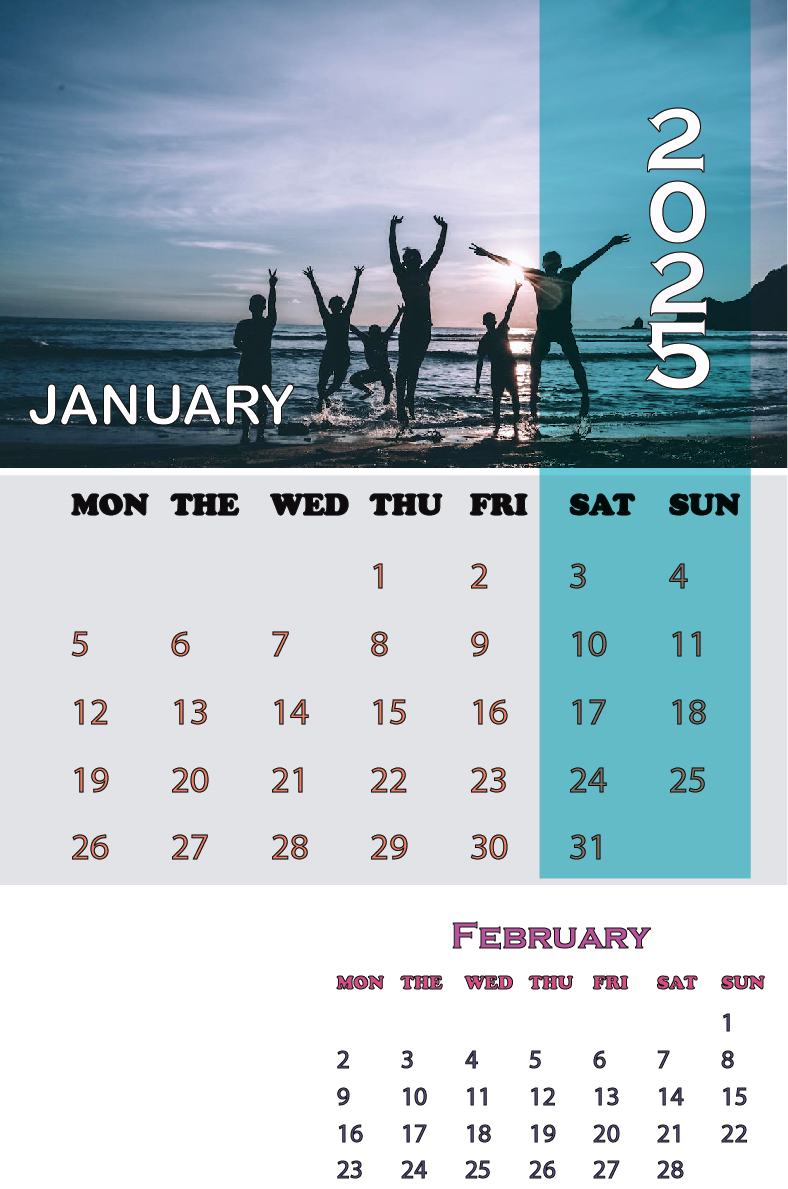 2025
JANUARY
MON THE WED THU FRI SAT SUN
1 2 3 4
5 6 7 8 9 10 11
12 13 14 15 16 17 18
19 20 21 22 23 24 25
26 27 28 29 30 31
FEBRUARY
MON THE WED THU FRI SAT SUN
1
2 3 4 5 6 7 8
9 10 11 12 13 14 15
16 17 18 19 20 21 22
23 24 25 26 27 28